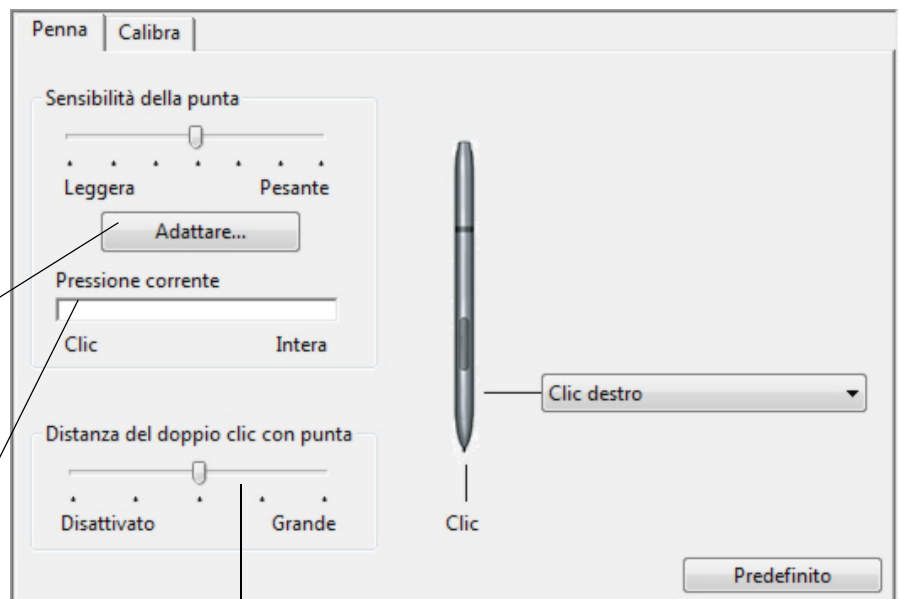 Penna
Calibra
Sensibilità della punta
Leggera Pesante
Adattare...
Pressione corrente
Clic Intera
Clic destro
Distanza del doppio clic con punta
Disattivato Grande
Clic
Predefinito